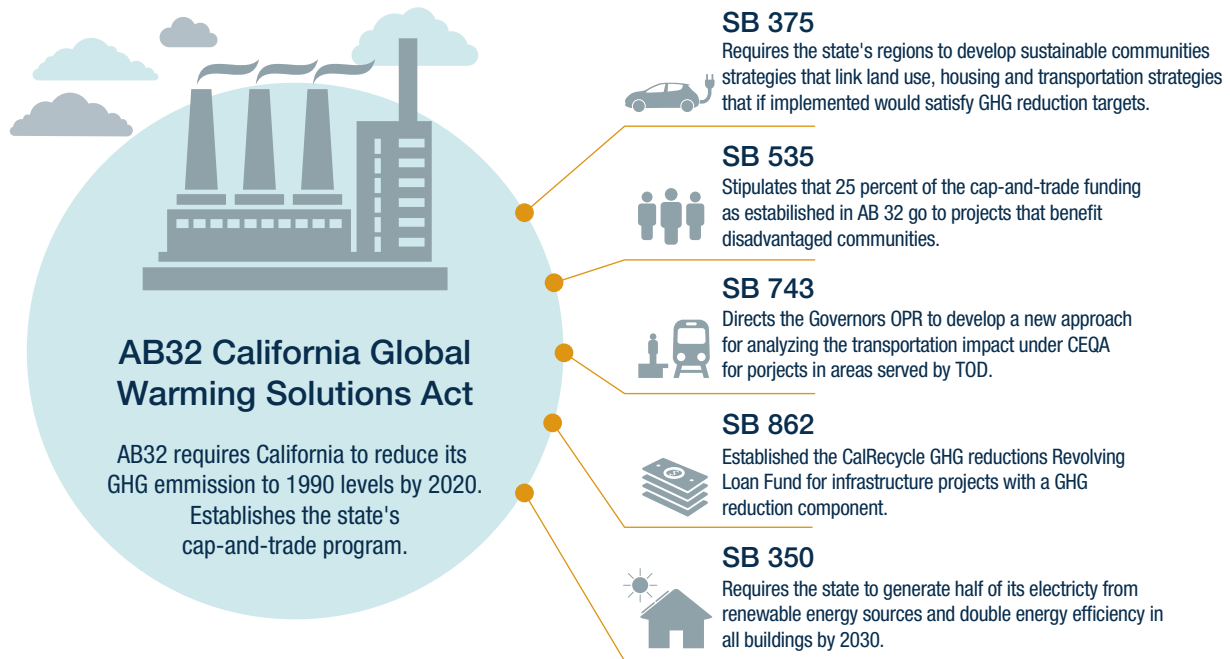 AB32 California Global
Warming Solutions Act
AB32 requires California to reduce its
GHG emmission to 1990 levels by 2020.
Establishes the state's
cap-and-trade program.
SB 375
Requires the state's regions to develop sustainable communities
strategies that link land use, housing and transportation strategies
that if implemented would satisfy GHG reduction targets.
SB 535
Stipulates that 25 percent of the cap-and-trade funding
as estabilished in AB 32 go to projects that benefit
disadvantaged communities.
SB 743
Directs the Governors OPR to develop a new approach
for analyzing the transportation impact under CEQA
for porjects in areas served by TOD.
SB 862
Established the CalRecycle GHG reductions Revolving
Loan Fund for infrastructure projects with a GHG
reduction component.
SB 350
Requires the state to generate half of its electricty from
renewable energy sources and double energy efficiency in
all buildings by 2030.